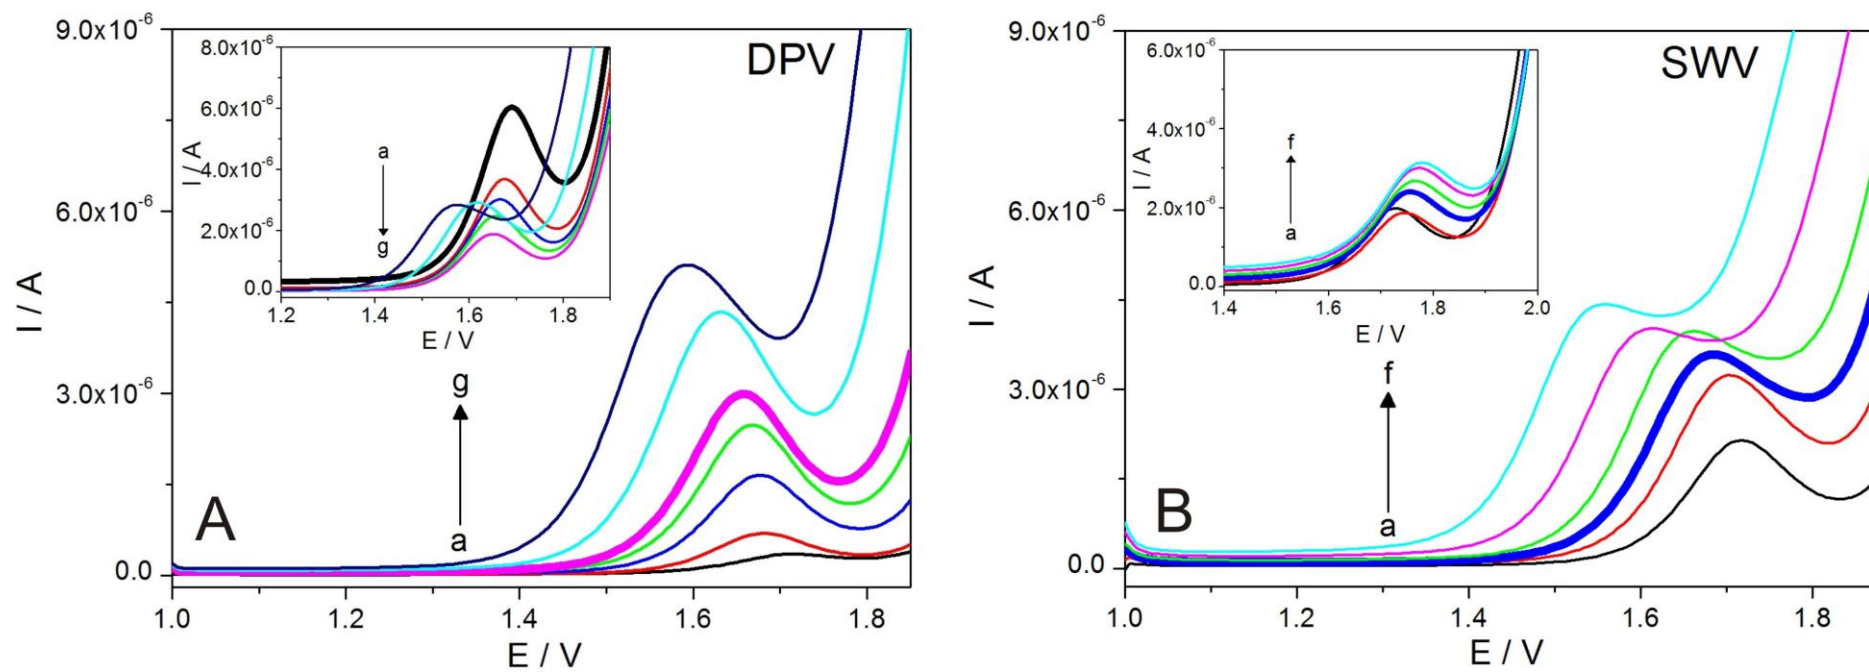 9.0x10⁻⁶
6.0x10⁻⁶
3.0x10⁻⁶
0.0
I / A
1.0
1.2
1.4
1.6
1.8
E / V
DPV
A
g
a
8.0x10⁻⁶
6.0x10⁻⁶
4.0x10⁻⁶
2.0x10⁻⁶
0.0
I / A
a
g
1.2
1.4
1.6
1.8
E / V
9.0x10⁻⁶
6.0x10⁻⁶
3.0x10⁻⁶
0.0
I / A
1.0
1.2
1.4
1.6
1.8
E / V
SWV
B
f
a
6.0x10⁻⁶
4.0x10⁻⁶
2.0x10⁻⁶
0.0
I / A
f
a
1.4
1.6
1.8
2.0
E / V